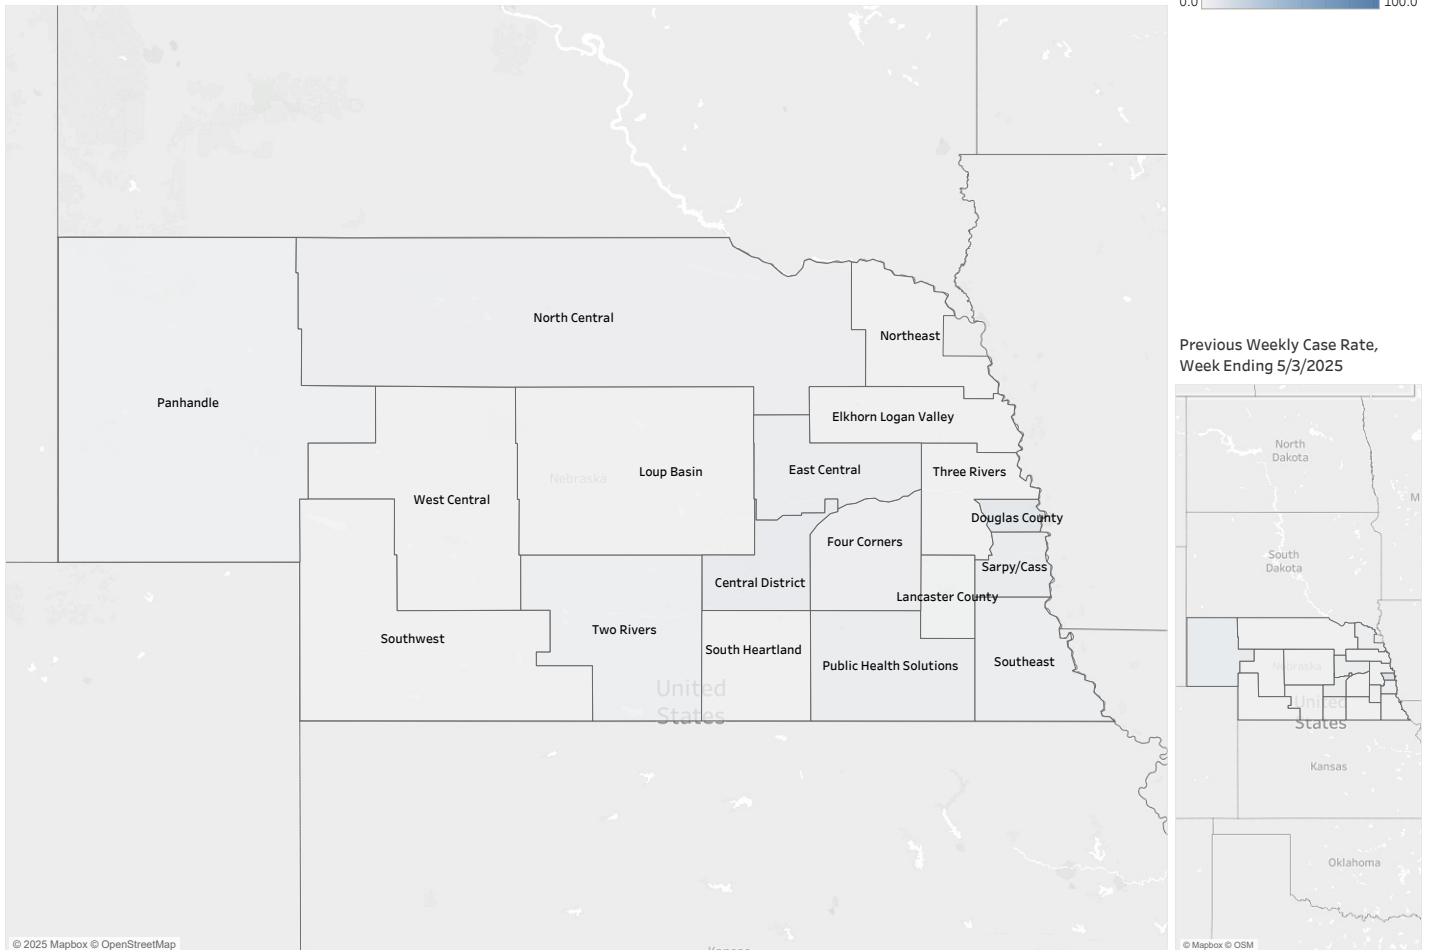 0.0 100.0
North Central
Northeast
Panhandle
Elkhorn Logan Valley
East Central
Loup Basin
Three Rivers
Nebraska
West Central
Douglas County
Four Corners
Sarpy/Cass
Central District
Lancaster County
Two Rivers
Southwest
South Heartland
Public Health Solutions
Southeast
United
States
© 2025 Mapbox © OpenStreetMap
Previous Weekly Case Rate,
Week Ending 5/3/2025
North
Dakota
M
South
Dakota
Nebraska
United
States
Kansas
Oklahoma
© Mapbox © OSM